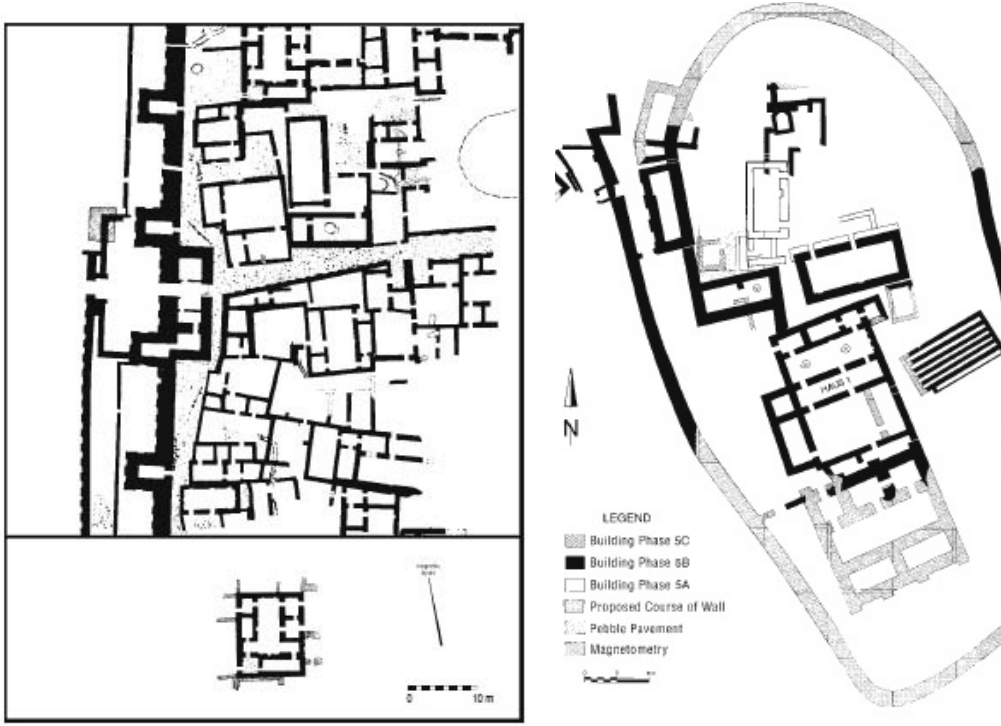 0
10 m
N
HAUS 1
LEGEND
Building Phase 5C
Building Phase 5B
Building Phase 5A
Proposed Course of Wall
Pebble Pavement
Magnetometry